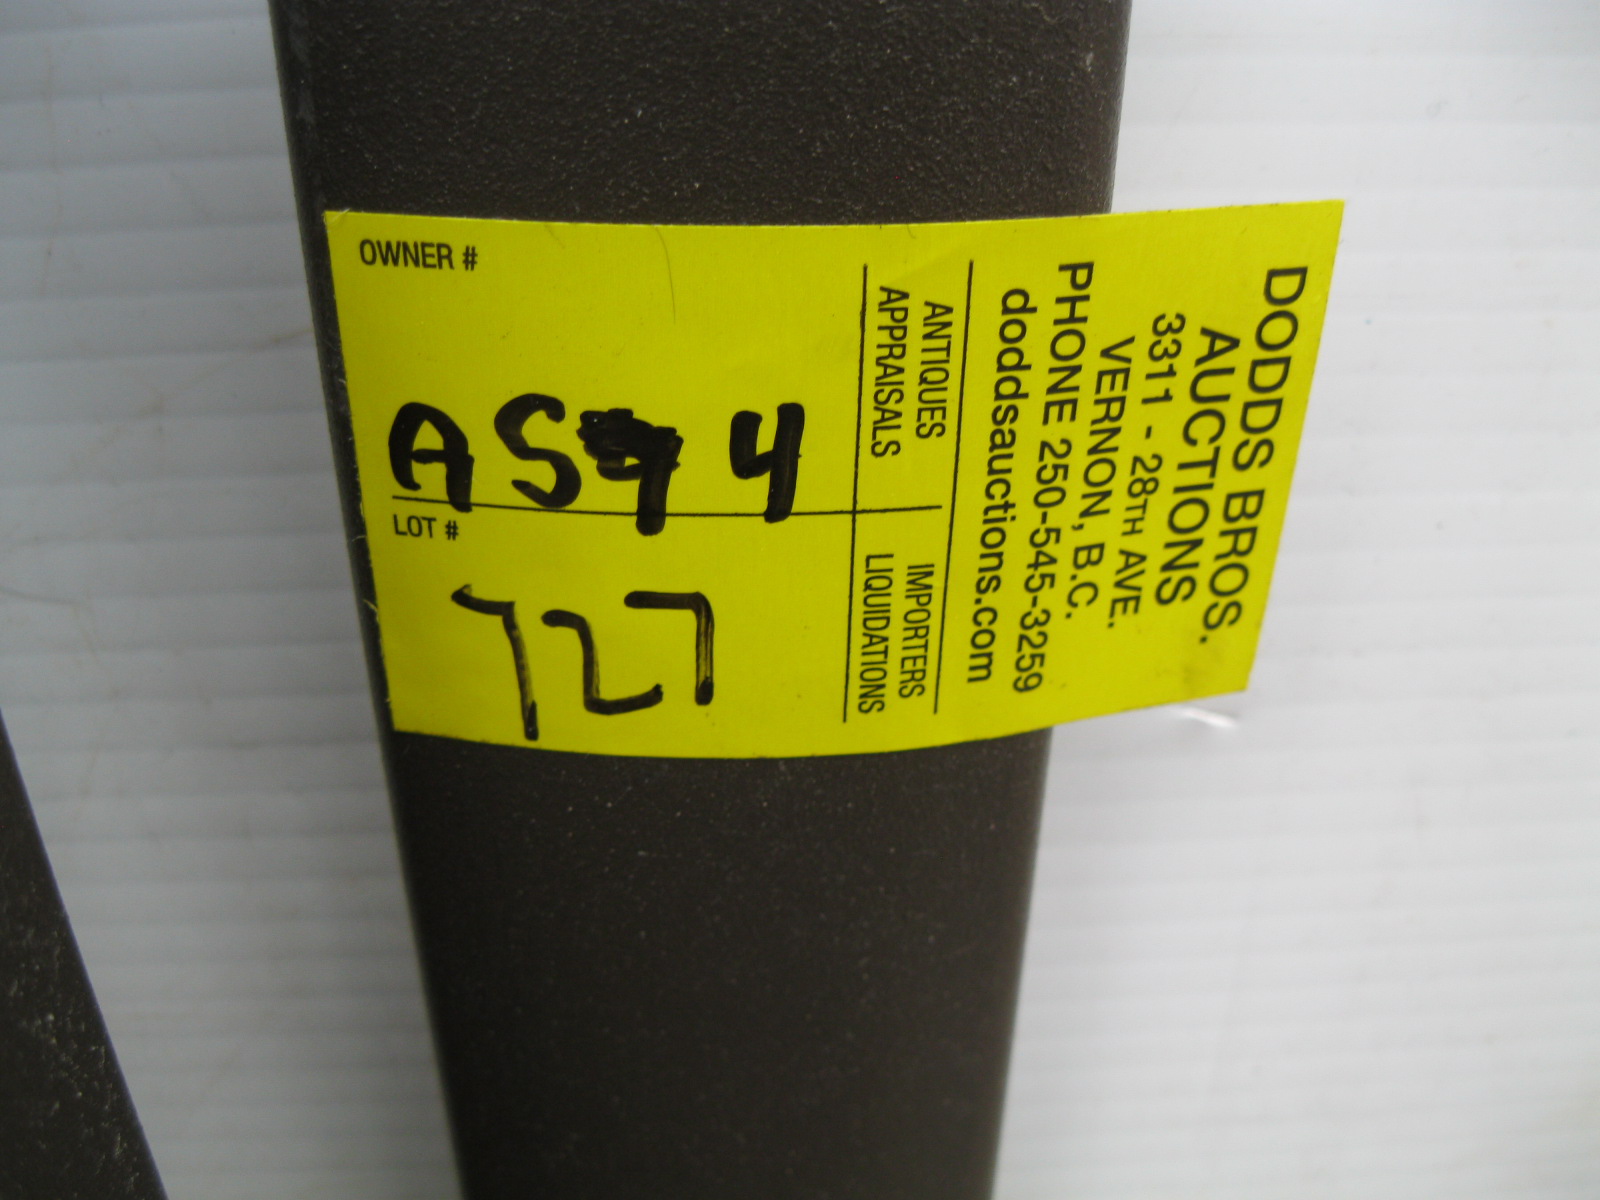 DODDS BROS.
AUCTIONS
3311 - 28TH AVE.
VERNON, B.C.
PHONE 250-545-3259
doddsauctions.com
ANTIQUES
APPRAISALS
IMPORTERS
LIQUIDATIONS
OWNER #
LOT #
727